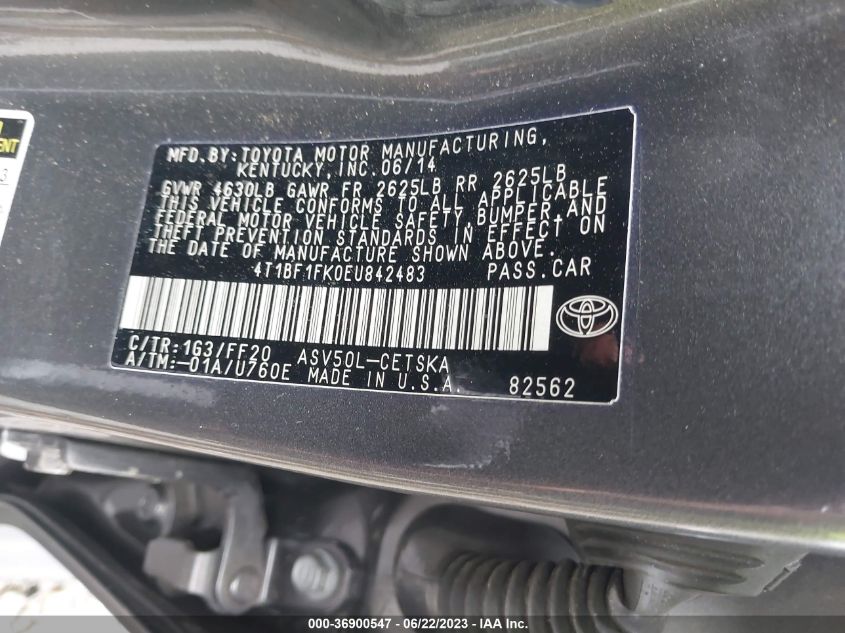 ENT
3
MFD.BY:TOYOTA MOTOR MANUFACTURING,
KENTUCKY, INC.06/14
GVWR 4630LB GAWR FR 2625LB RR 2625LB
THIS VEHICLE CONFORMS TO ALL APPLICABLE
FEDERAL MOTOR VEHICLE SAFETY, BUMPER, AND
THEFT PREVENTION STANDARDS IN EFFECT ON
THE DATE OF MANUFACTURE SHOWN ABOVE.
4T1BF1FK0EU842483 PASS.CAR
C/TR:1G3/FF20 ASV50L-CETSKA
A/TM:-01A/U760E MADE IN U.S.A. 82562
000-36900547 - 06/22/2023 - © IAA Inc.